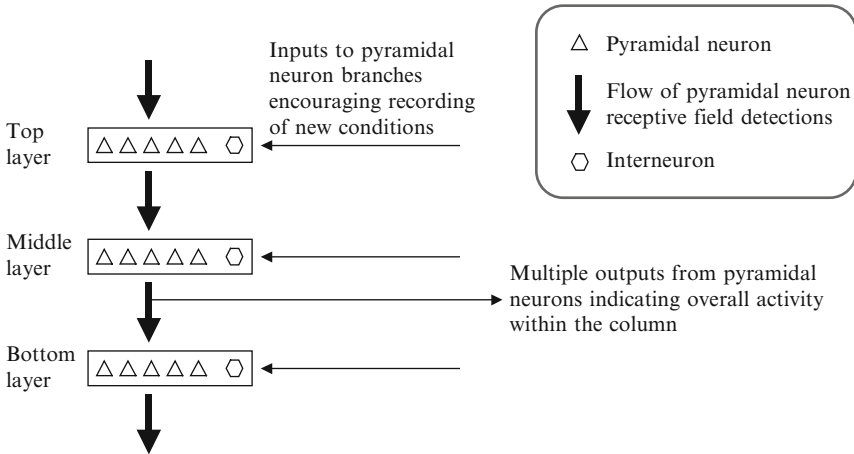 Inputs to pyramidal
neuron branches
encouraging recording
of new conditions
Pyramidal neuron
Flow of pyramidal neuron
receptive field detections
Interneuron
Top
layer
Middle
layer
Multiple outputs from pyramidal
neurons indicating overall activity
within the column
Bottom
layer